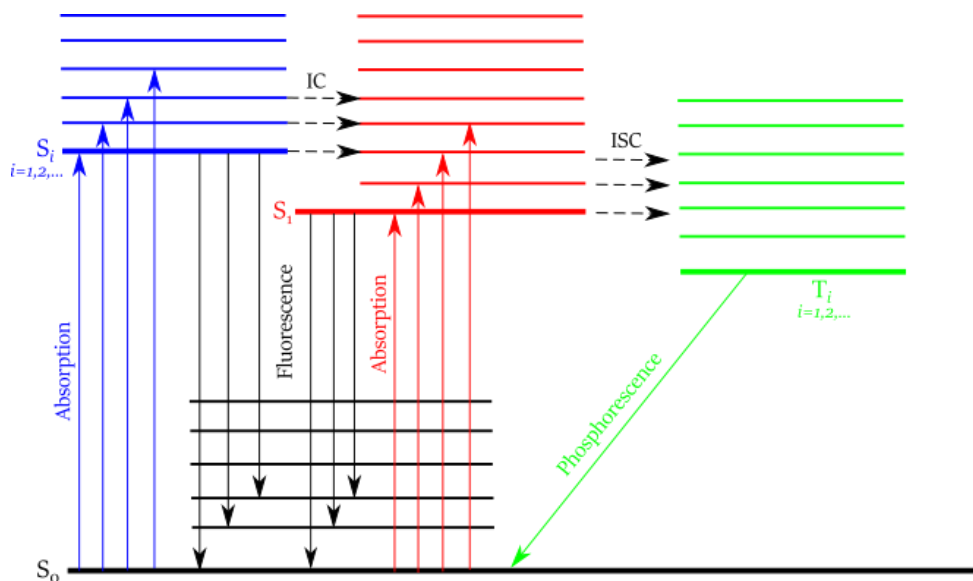 IC
ISC
Sᵢ
i=1,2,...
S₁
Tᵢ
i=1,2,...
Absorption
Fluorescence
Absorption
Phosphorescence
S₀